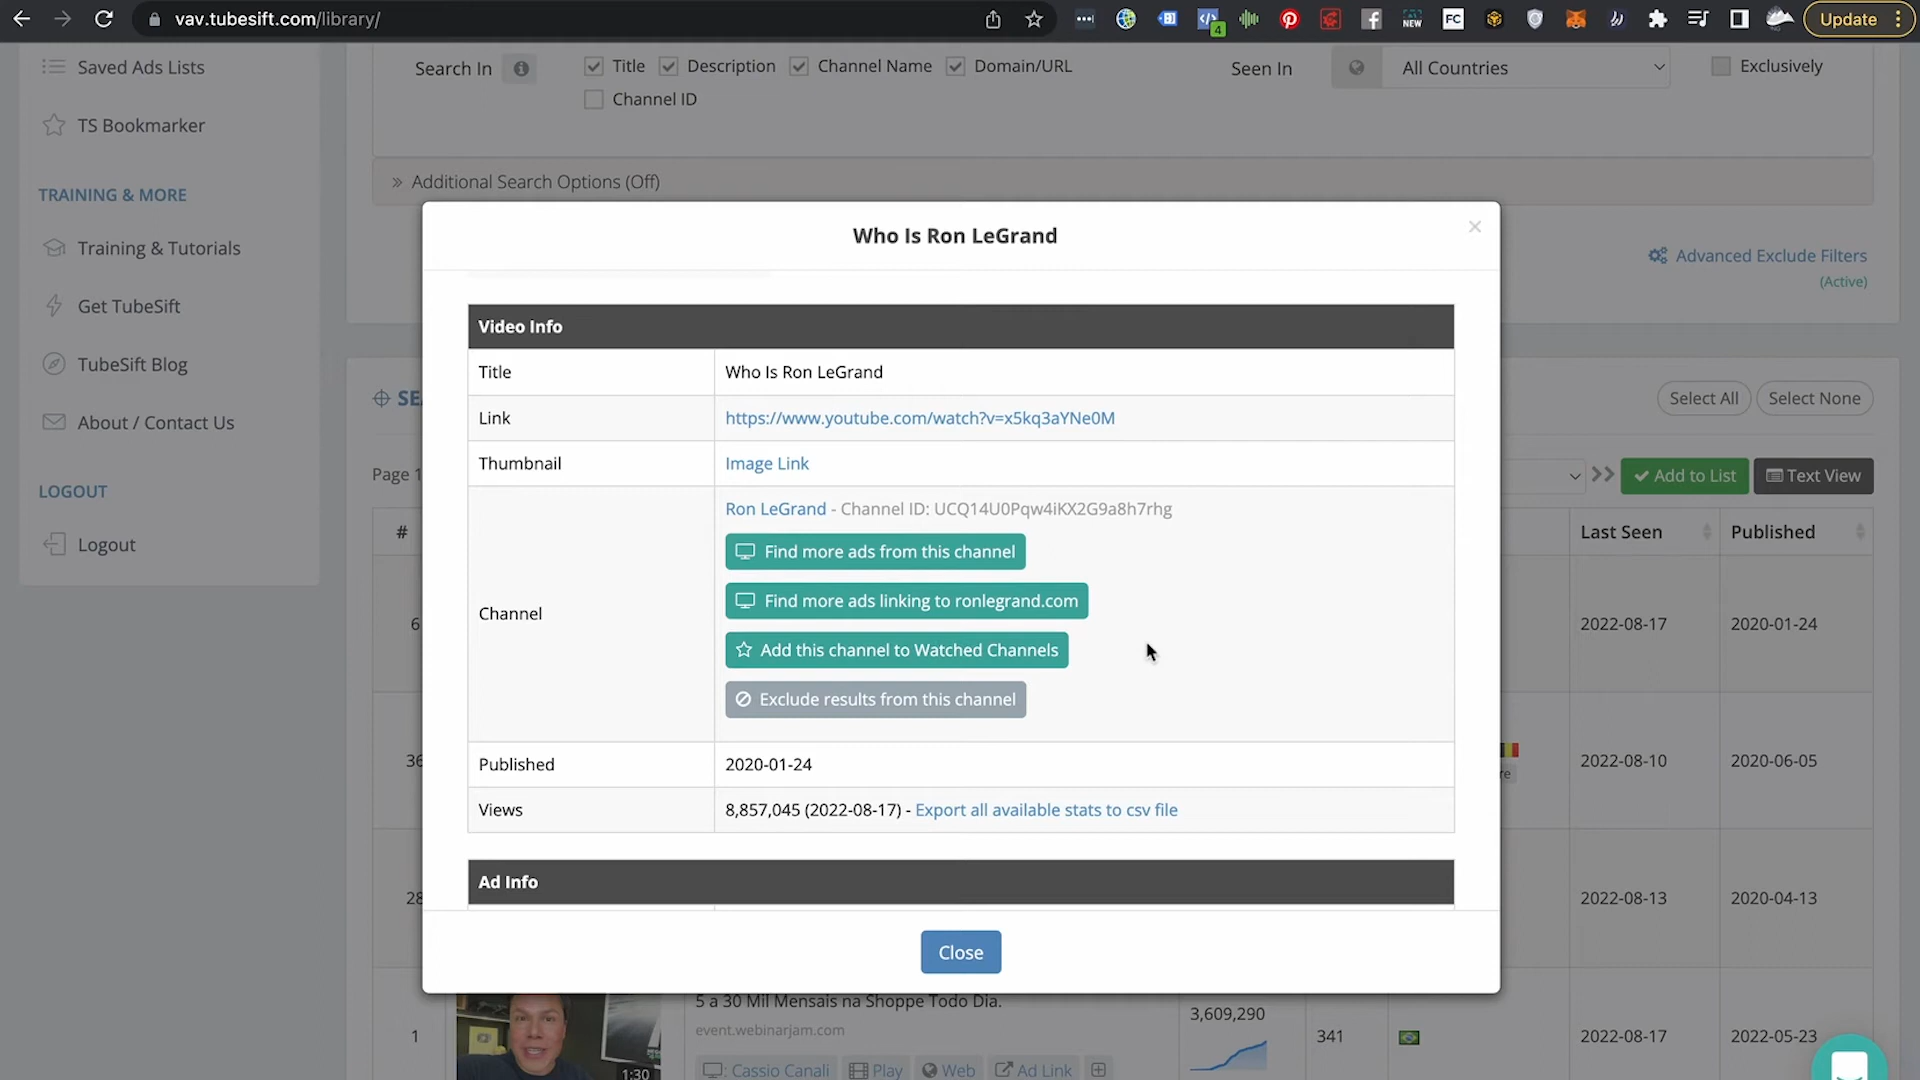 vav.tubesift.com/library/
4
NEW
FC
Update
Saved Ads Lists
TS Bookmarker
TRAINING & MORE
Training & Tutorials
Get TubeSift
TubeSift Blog
About / Contact Us
LOGOUT
Logout
Search In
Title
Description
Channel Name
Domain/URL
Channel ID
Seen In
All Countries
Exclusively
Additional Search Options (Off)
Advanced Exclude Filters
(Active)
Select All
Select None
Page 1
Add to List
Text View
#
Last Seen
Published
6
2022-08-17
2020-01-24
36
2022-08-10
2020-06-05
28
2022-08-13
2020-04-13
Who Is Ron LeGrand
×
Video Info
Title
Who Is Ron LeGrand
Link
https://www.youtube.com/watch?v=x5kq3aYNe0M
Thumbnail
Image Link
Channel
Ron LeGrand - Channel ID: UCQ14U0Pqw4iKX2G9a8h7rhg
Find more ads from this channel
Find more ads linking to ronlegrand.com
Add this channel to Watched Channels
Exclude results from this channel
Published
2020-01-24
Views
8,857,045 (2022-08-17) - Export all available stats to csv file
Ad Info
Close
1
1:30
5 a 30 Mil Mensais na Shoppe Todo Dia.
event.webinarjam.com
: Cassio Canali
Play
Web
Ad Link
3,609,290
341
2022-08-17
2022-05-23